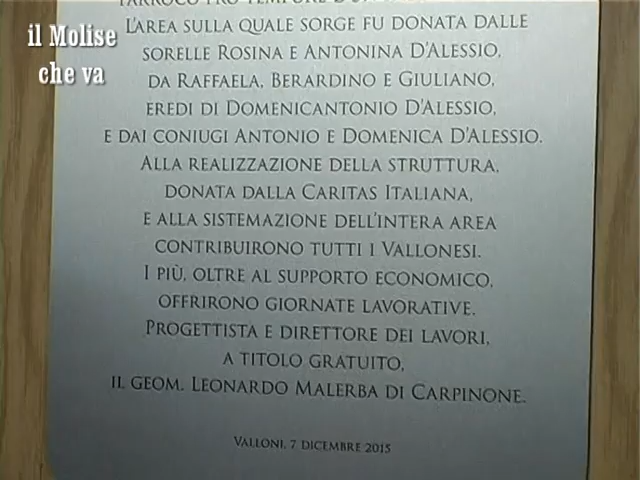 il Molise
che va
PARROCO PRO TEMPORE
L'AREA SULLA QUALE SORGE FU DONATA DALLE
SORELLE ROSINA E ANTONINA D'ALESSIO,
DA RAFFAELA, BERARDINO E GIULIANO,
EREDI DI DOMENICANTONIO D'ALESSIO,
E DAI CONIUGI ANTONIO E DOMENICA D'ALESSIO.
ALLA REALIZZAZIONE DELLA STRUTTURA,
DONATA DALLA CARITAS ITALIANA,
E ALLA SISTEMAZIONE DELL'INTERA AREA
CONTRIBUIRONO TUTTI I VALLONESI.
I PIÙ, OLTRE AL SUPPORTO ECONOMICO,
OFFRIRONO GIORNATE LAVORATIVE.
PROGETTISTA E DIRETTORE DEI LAVORI,
A TITOLO GRATUITO,
IL GEOM. LEONARDO MALERBA DI CARPINONE.
VALLONI, 7 DICEMBRE 2015